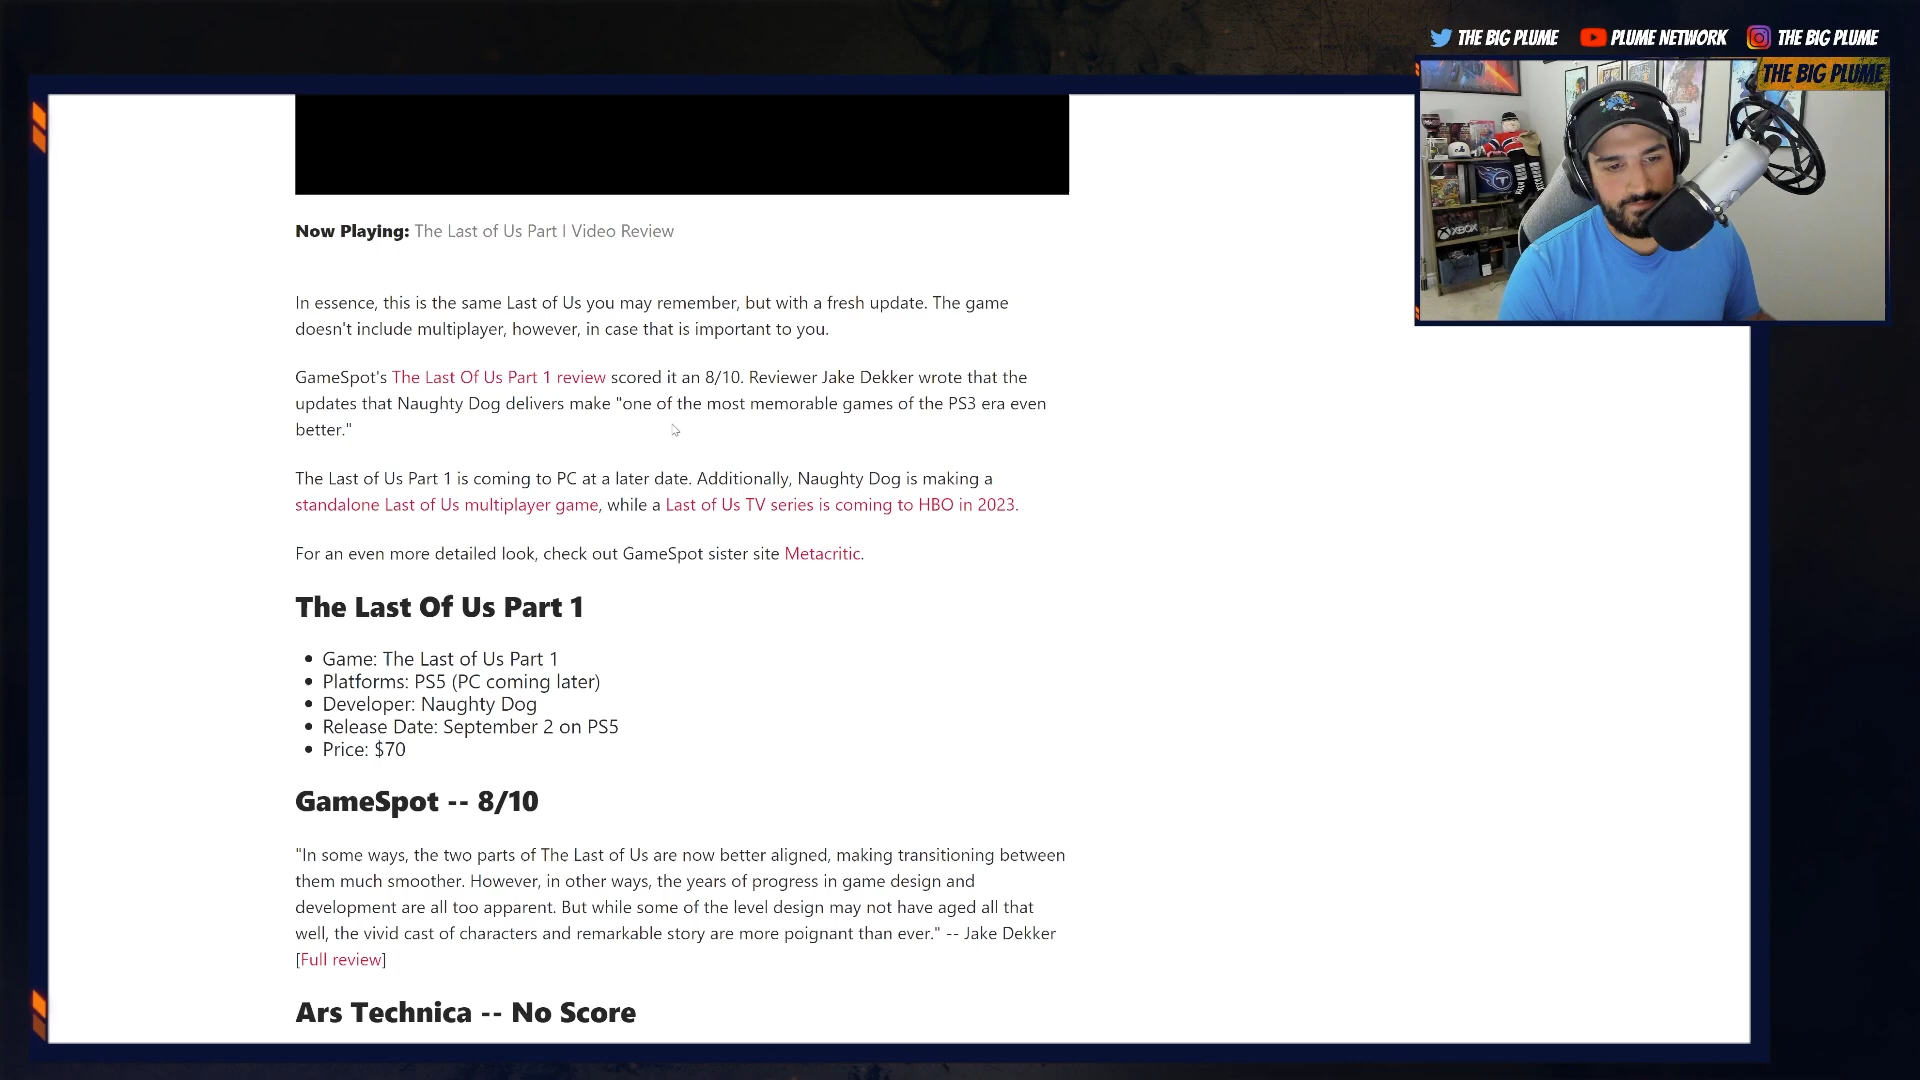 THE BIG PLUME PLUME NETWORK THE BIG PLUME
THE BIG PLUME
XBOX
Now Playing: The Last of Us Part I Video Review
In essence, this is the same Last of Us you may remember, but with a fresh update. The game
doesn't include multiplayer, however, in case that is important to you.
GameSpot's The Last Of Us Part 1 review scored it an 8/10. Reviewer Jake Dekker wrote that the
updates that Naughty Dog delivers make "one of the most memorable games of the PS3 era even
better."
The Last of Us Part 1 is coming to PC at a later date. Additionally, Naughty Dog is making a
standalone Last of Us multiplayer game, while a Last of Us TV series is coming to HBO in 2023.
For an even more detailed look, check out GameSpot sister site Metacritic.
The Last Of Us Part 1
• Game: The Last of Us Part 1
• Platforms: PS5 (PC coming later)
• Developer: Naughty Dog
• Release Date: September 2 on PS5
• Price: $70
GameSpot -- 8/10
"In some ways, the two parts of The Last of Us are now better aligned, making transitioning between
them much smoother. However, in other ways, the years of progress in game design and
development are all too apparent. But while some of the level design may not have aged all that
well, the vivid cast of characters and remarkable story are more poignant than ever." -- Jake Dekker
[Full review]
Ars Technica -- No Score